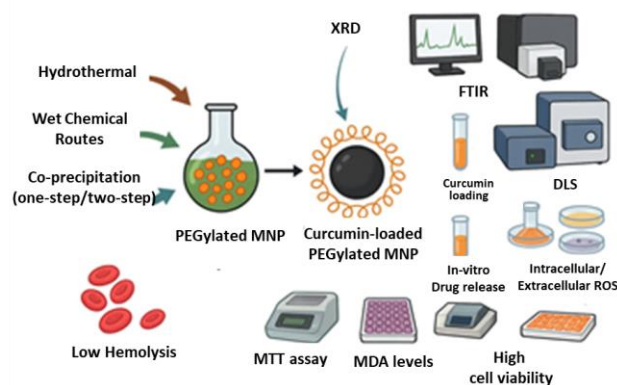 XRD
Hydrothermal
FTIR
Wet Chemical
Routes
Co-precipitation
(one-step/two-step)
Curcumin
loading
DLS
PEGylated MNP
Curcumin-loaded
PEGylated MNP
In-vitro
Drug release
Intracellular/
Extracellular ROS
Low Hemolysis
MTT assay
MDA levels
High
cell viability